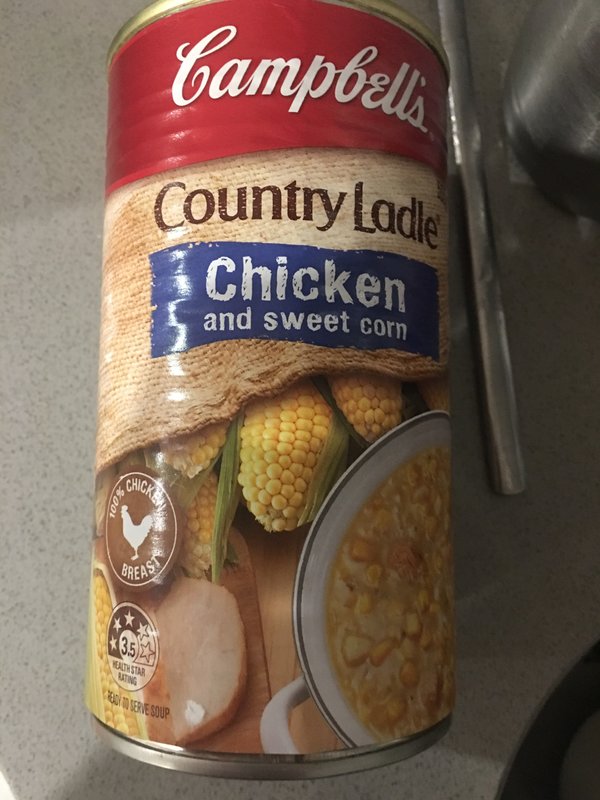 Campbell's
Country Ladle
Chicken
and sweet corn
100% CHICKEN
BREAST
3.5
HEALTH STAR
RATING
READY TO SERVE SOUP